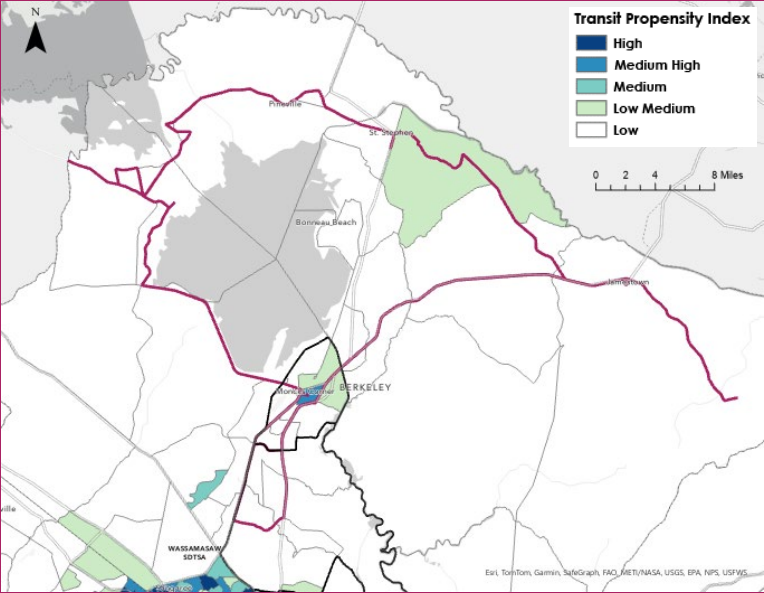 N
Transit Propensity Index
High
Medium High
Medium
Low Medium
Low
0 2 4 8 Miles
Pineville
St. Stephen
Bonneau Beach
Jamestown
BERKELEY
Moncks Corner
ville
WASSAMASAW
SDTSA
Esri, TomTom, Garmin, SafeGraph, FAO, METI/NASA, USGS, EPA, NPS, USFWS